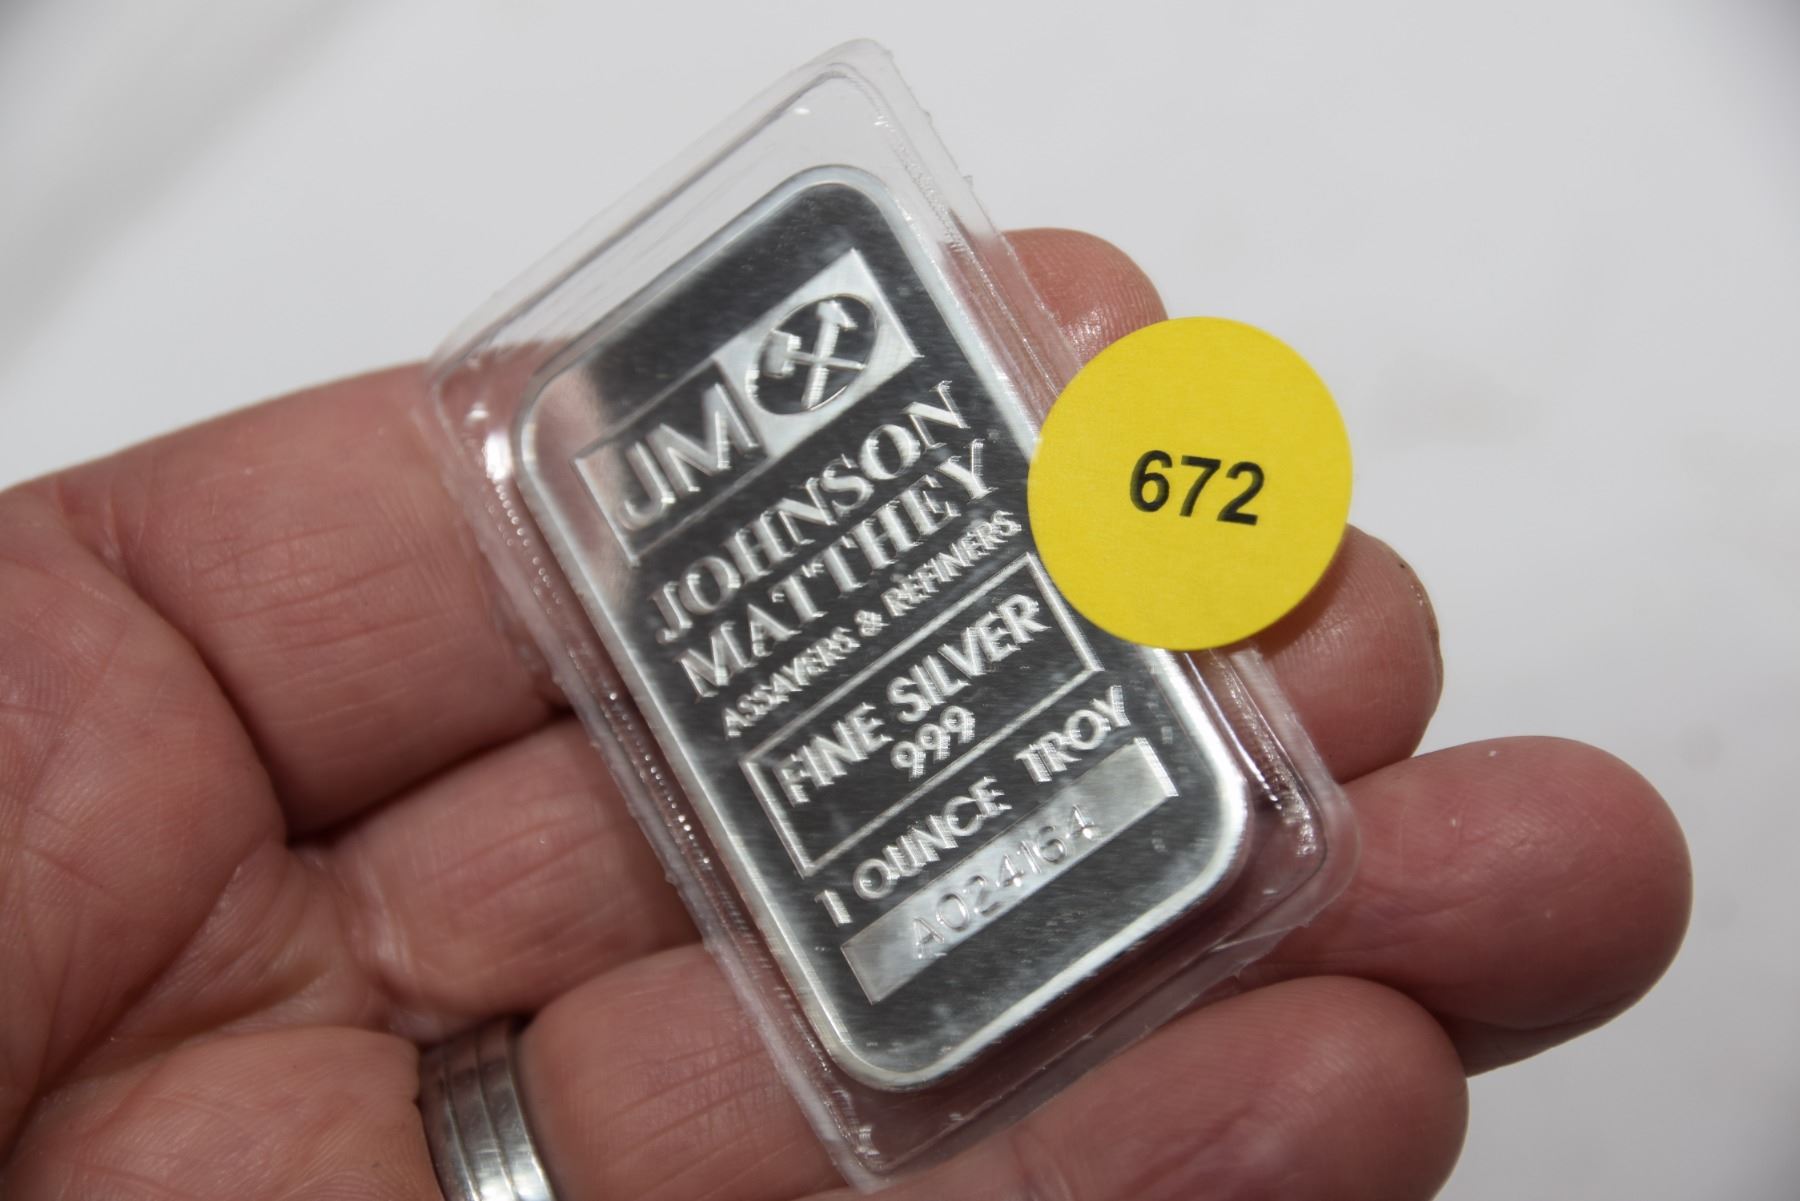 JM
JOHNSON
MATTHEY
ASSAYERS & REFINERS
FINE SILVER
999
1 OUNCE TROY
A024164
672